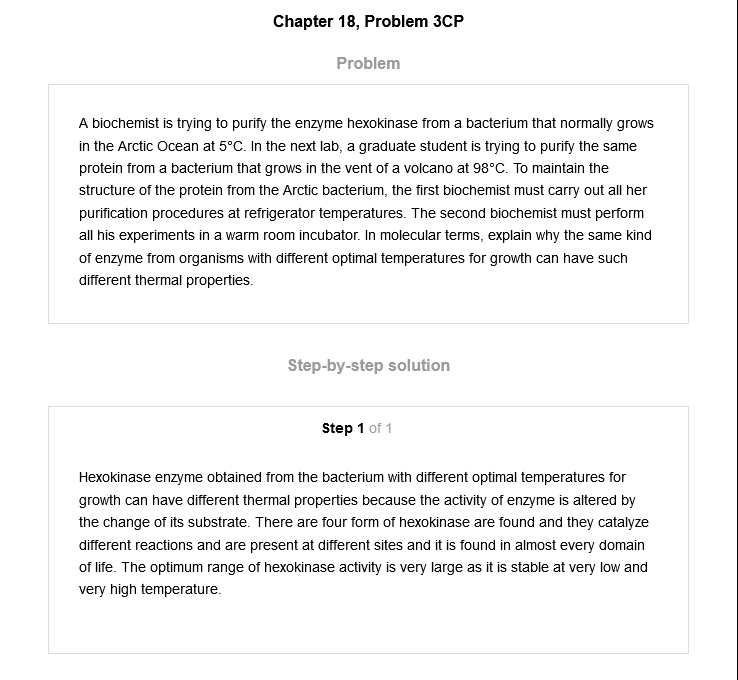 Chapter 18, Problem 3CP
Problem
A biochemist is trying to purify the enzyme hexokinase from a bacterium that normally grows
in the Arctic Ocean at 5°C. In the next lab, a graduate student is trying to purify the same
protein from a bacterium that grows in the vent of a volcano at 98°C. To maintain the
structure of the protein from the Arctic bacterium, the first biochemist must carry out all her
purification procedures at refrigerator temperatures. The second biochemist must perform
all his experiments in a warm room incubator. In molecular terms, explain why the same kind
of enzyme from organisms with different optimal temperatures for growth can have such
different thermal properties.
Step-by-step solution
Step 1 of 1
Hexokinase enzyme obtained from the bacterium with different optimal temperatures for
growth can have different thermal properties because the activity of enzyme is altered by
the change of its substrate. There are four form of hexokinase are found and they catalyze
different reactions and are present at different sites and it is found in almost every domain
of life. The optimum range of hexokinase activity is very large as it is stable at very low and
very high temperature.